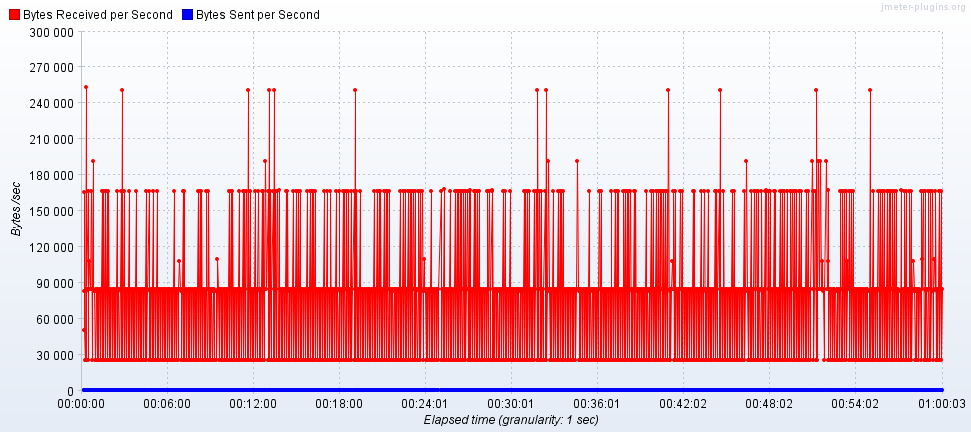 jmeter-plugins.org
Bytes Received per Second Bytes Sent per Second
300 000
270 000
240 000
210 000
180 000
150 000
120 000
90 000
60 000
30 000
0
Bytes/sec
00:00:00 00:06:00 00:12:00 00:18:00 00:24:01 00:30:01 00:36:01 00:42:02 00:48:02 00:54:02 01:00:03
Elapsed time (granularity: 1 sec)